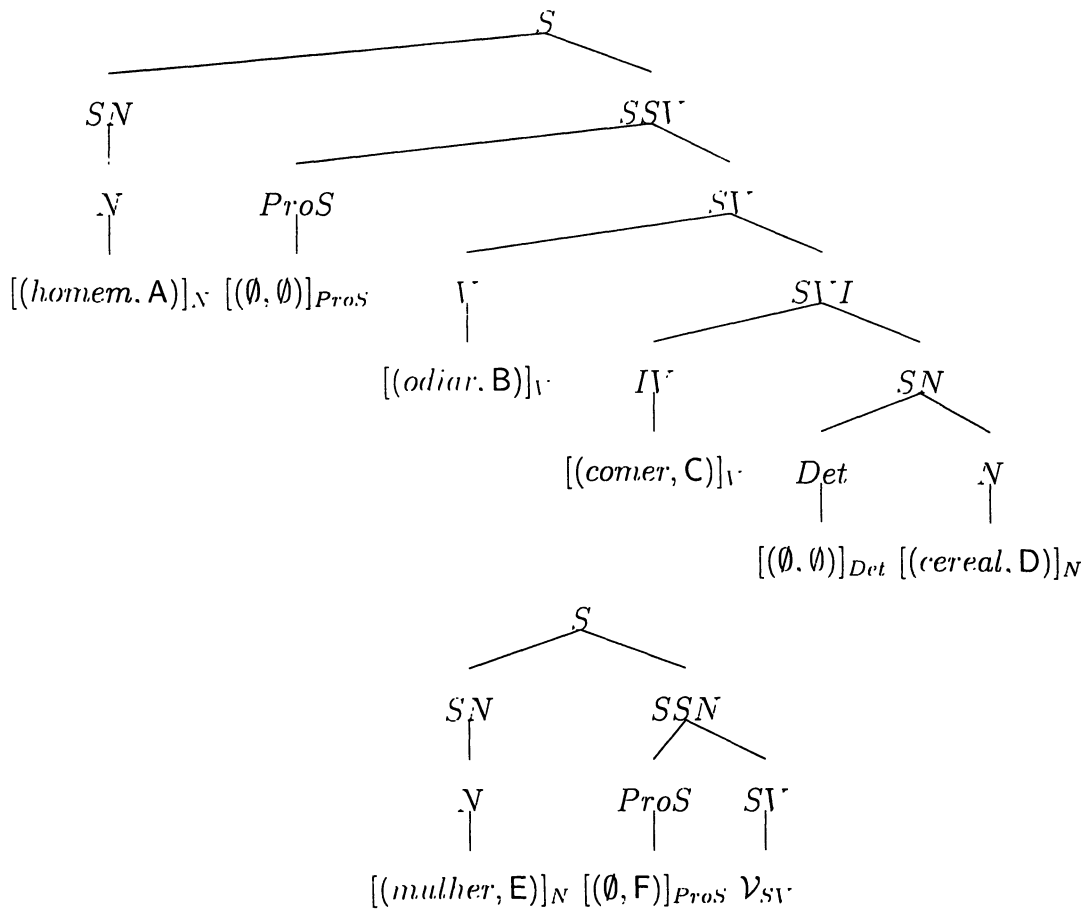 S
SN SSV
N ProS SV
[(homem, A)]N [(∅, ∅)]ProS V SVI
[(odiar, B)]V IV SN
[(comer, C)]V Det N
[(∅, ∅)]Det [(cereal, D)]N
S
SN SSN
N ProS SV
[(mulher, E)]N [(∅, F)]ProS 𝒱SV